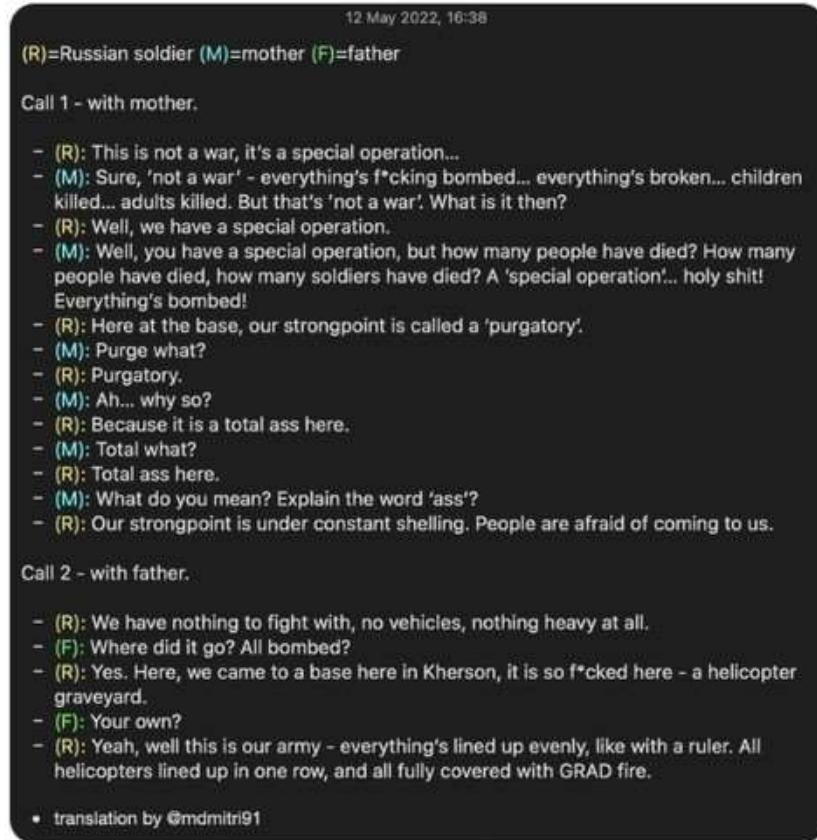 12 May 2022, 16:38
(R)=Russian soldier (M)=mother (F)=father
Call 1 - with mother.
- (R): This is not a war, it's a special operation...
- (M): Sure, 'not a war' - everything's f*cking bombed... everything's broken... children
killed... adults killed. But that's 'not a war'. What is it then?
- (R): Well, we have a special operation.
- (M): Well, you have a special operation, but how many people have died? How many
people have died, how many soldiers have died? A 'special operation'... holy shit!
Everything's bombed!
- (R): Here at the base, our strongpoint is called a 'purgatory'.
- (M): Purge what?
- (R): Purgatory.
- (M): Ah... why so?
- (R): Because it is a total ass here.
- (M): Total what?
- (R): Total ass here.
- (M): What do you mean? Explain the word 'ass'?
- (R): Our strongpoint is under constant shelling. People are afraid of coming to us.
Call 2 - with father.
- (R): We have nothing to fight with, no vehicles, nothing heavy at all.
- (F): Where did it go? All bombed?
- (R): Yes. Here, we came to a base here in Kherson, it is so f*cked here - a helicopter
graveyard.
- (F): Your own?
- (R): Yeah, well this is our army - everything's lined up evenly, like with a ruler. All
helicopters lined up in one row, and all fully covered with GRAD fire.
• translation by @mdmitri91